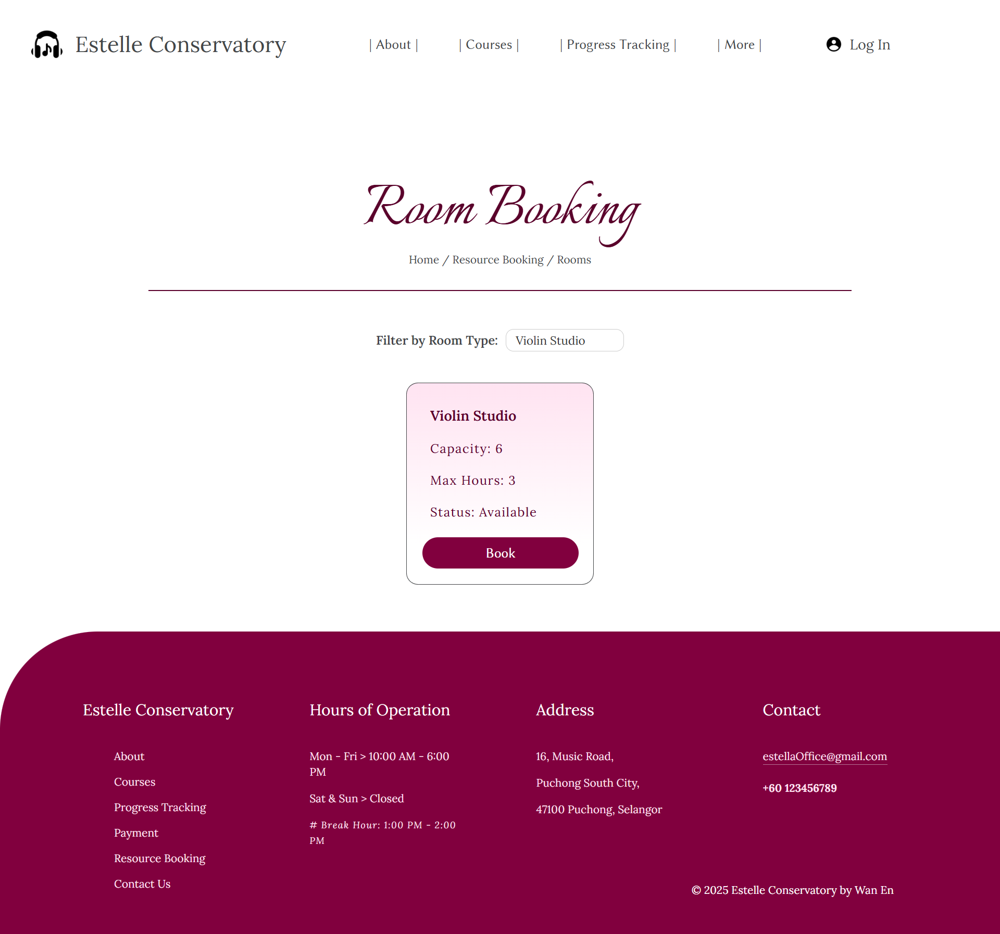 Estelle Conservatory
| About |
| Courses |
| Progress Tracking |
| More |
Log In
Room Booking
Home / Resource Booking / Rooms
Filter by Room Type:
Violin Studio
Violin Studio
Capacity: 6
Max Hours: 3
Status: Available
Book
Estelle Conservatory
About
Courses
Progress Tracking
Payment
Resource Booking
Contact Us
Hours of Operation
Mon - Fri > 10:00 AM - 6:00
PM
Sat & Sun > Closed
# Break Hour: 1:00 PM - 2:00
PM
Address
16, Music Road,
Puchong South City,
47100 Puchong, Selangor
Contact
estellaOffice@gmail.com
+60 123456789
© 2025 Estelle Conservatory by Wan En